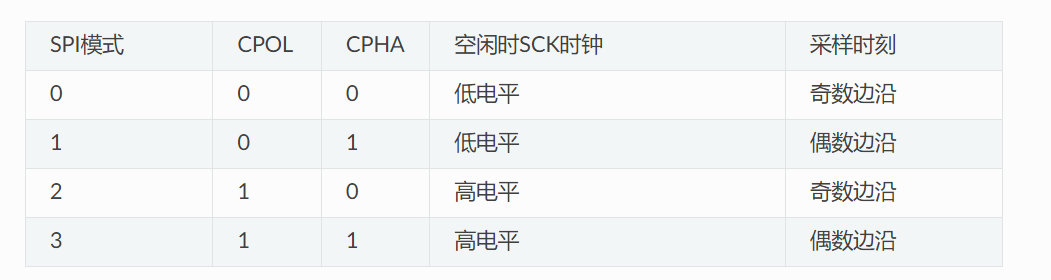 SPI模式 CPOL CPHA 空闲时SCK时钟 采样时刻
0 0 0 低电平 奇数边沿
1 0 1 低电平 偶数边沿
2 1 0 高电平 奇数边沿
3 1 1 高电平 偶数边沿